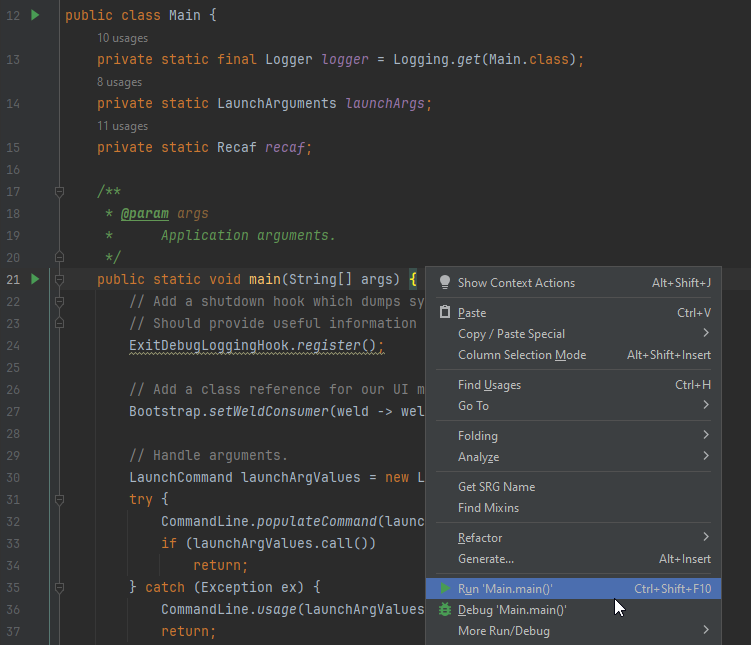 12 public class Main {
10 usages
13 private static final Logger logger = Logging.get(Main.class);
8 usages
14 private static LaunchArguments launchArgs;
11 usages
15 private static Recaf recaf;
16
17 /**
18 * @param args
19 * Application arguments.
20 */
21 public static void main(String[] args) {
22 // Add a shutdown hook which dumps sy
23 // Should provide useful information
24 ExitDebugLoggingHook.register();
25
26 // Add a class reference for our UI m
27 Bootstrap.setWeldConsumer(weld -> wel
28
29 // Handle arguments.
30 LaunchCommand launchArgValues = new L
31 try {
32 CommandLine.populateCommand(launc
33 if (launchArgValues.call())
34 return;
35 } catch (Exception ex) {
36 CommandLine.usage(launchArgValues
37 return;
Show Context Actions Alt+Shift+J
Paste Ctrl+V
Copy / Paste Special
Column Selection Mode Alt+Shift+Insert
Find Usages Ctrl+H
Go To
Folding
Analyze
Get SRG Name
Find Mixins
Refactor
Generate... Alt+Insert
Run 'Main.main()' Ctrl+Shift+F10
Debug 'Main.main()'
More Run/Debug